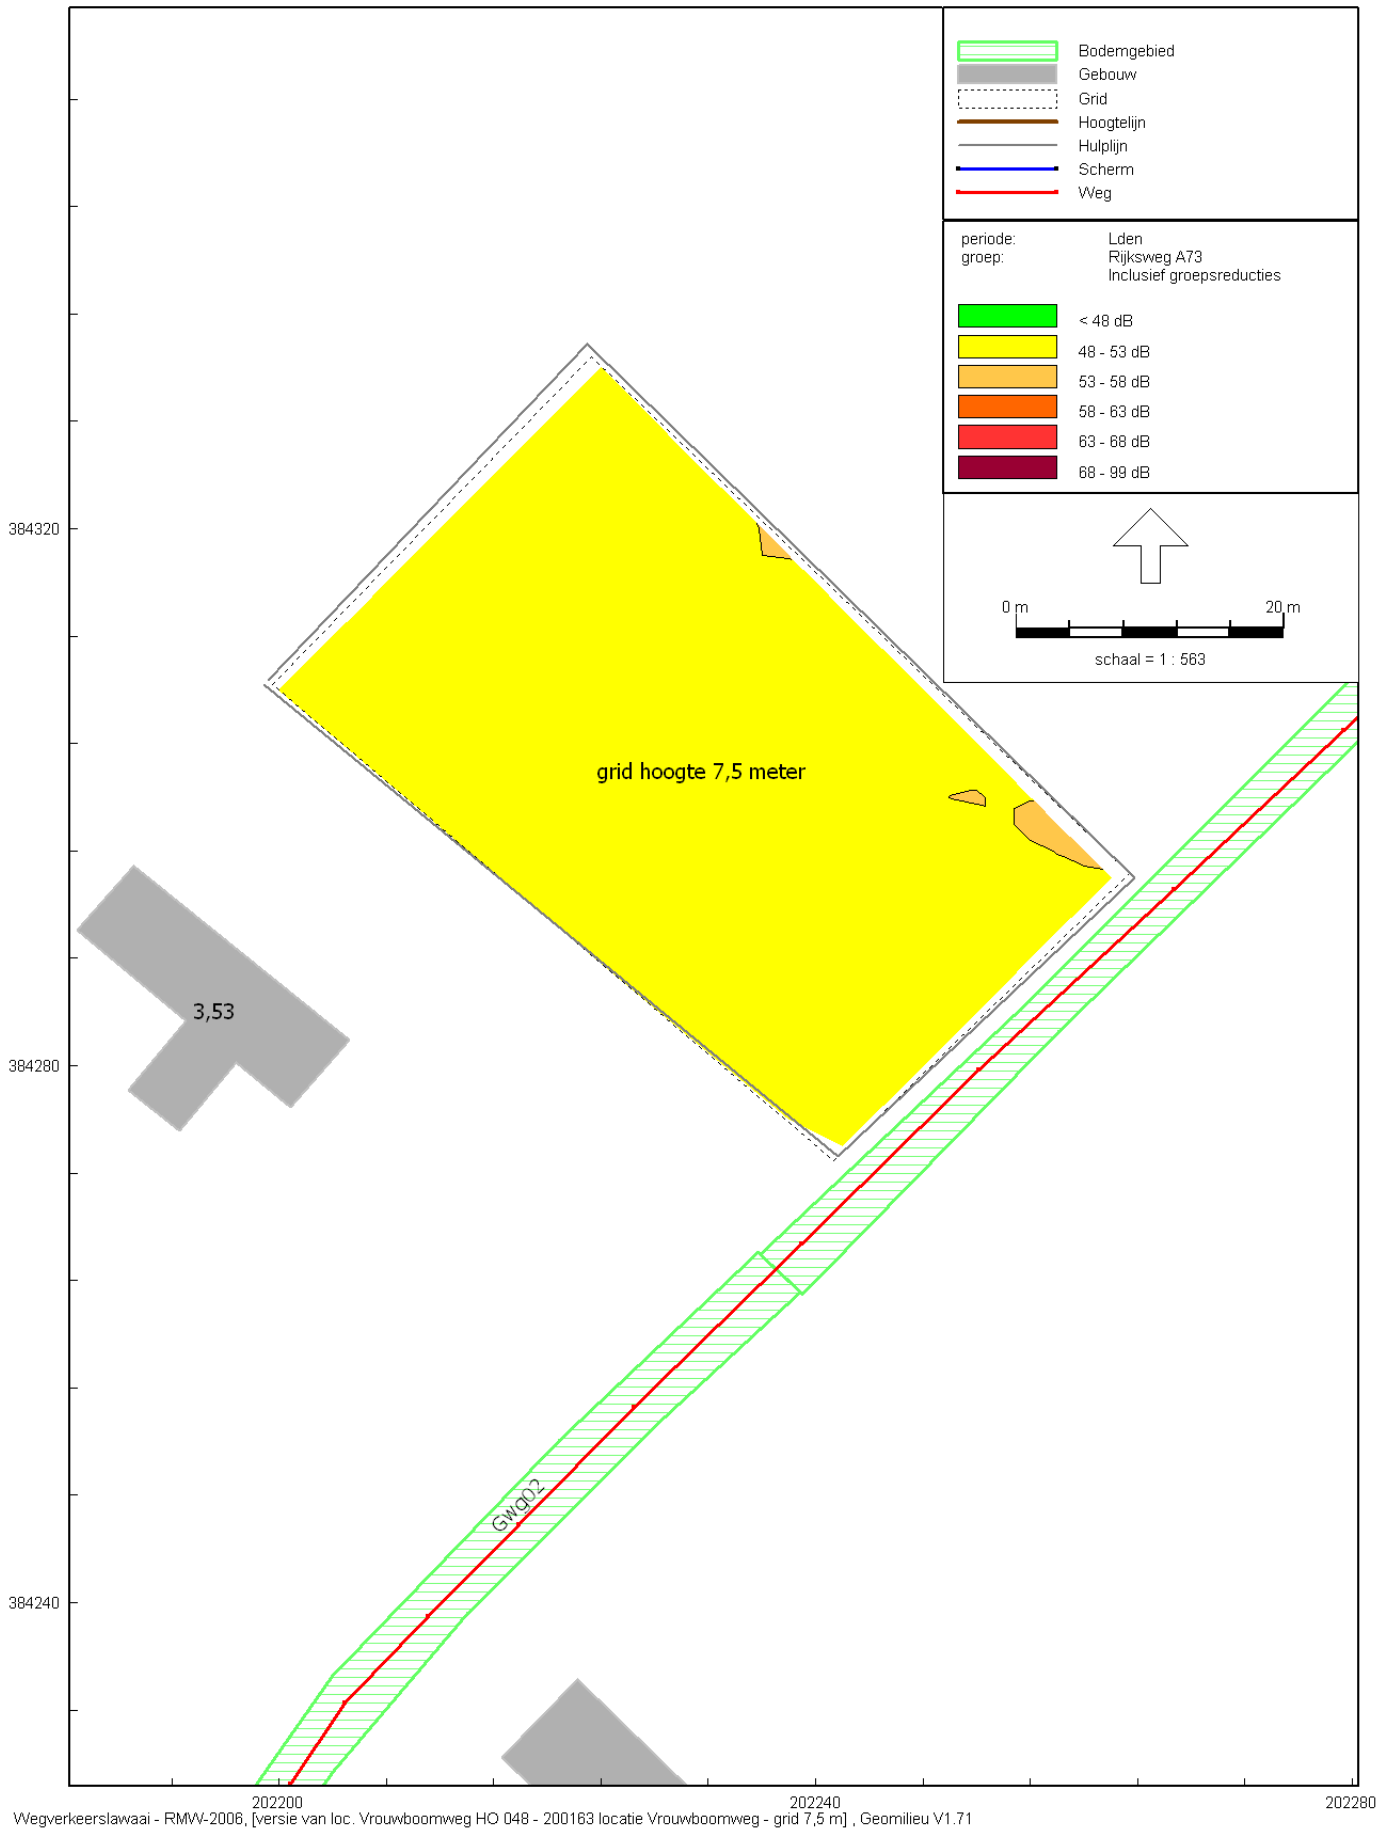 Bodemgebied
Gebouw
Grid
Hoogtelijn
Hulplijn
Scherm
Weg
periode: Lden
groep: Rijksweg A73
Inclusief groepsreducties
< 48 dB
48 - 53 dB
53 - 58 dB
58 - 63 dB
63 - 68 dB
68 - 99 dB
384320
0 m 20 m
schaal = 1 : 563
grid hoogte 7,5 meter
3,53
384280
Gwg02
384240
202200 202240 202280
Wegverkeerslawaai - RMW-2006, [versie van loc. Vrouwboomweg HO 048 - 200163 locatie Vrouwboomweg - grid 7,5 m] , Geomilieu V1.71